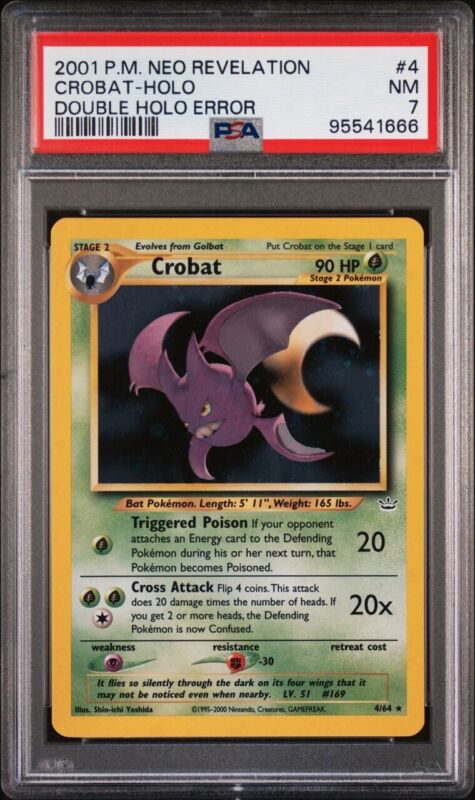 2001 P.M. NEO REVELATION #4
CROBAT-HOLO NM
DOUBLE HOLO ERROR 7
PSA 95541666
STAGE 2 Evolves from Golbat Put Crobat on the Stage 1 card
Crobat 90 HP
Stage 2 Pokémon
Bat Pokémon. Length: 5' 11", Weight: 165 lbs.
Triggered Poison If your opponent
attaches an Energy card to the Defending
Pokémon during his or her next turn, that
Pokémon becomes Poisoned.
20
Cross Attack Flip 4 coins. This attack
does 20 damage times the number of heads. If
you get 2 or more heads, the Defending
Pokémon is now Confused.
20x
weakness resistance retreat cost
-30
It flies so silently through the dark on its four wings that it
may not be noticed even when nearby. LV. 51 #169
Illus. Shin-ichi Yoshida ©1995-2000 Nintendo, Creatures, GAMEFREAK. 4/64 ★